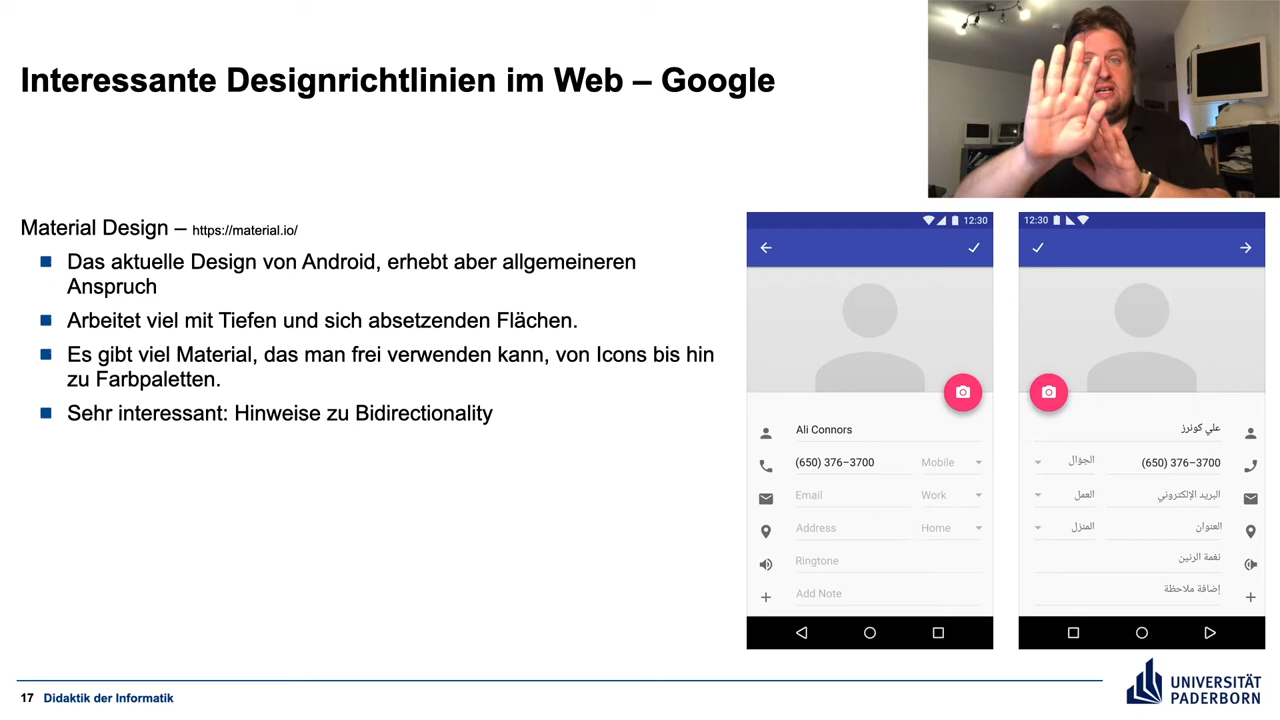 Interessante Designrichtlinien im Web – Google
Material Design – https://material.io/
Das aktuelle Design von Android, erhebt aber allgemeineren
Anspruch
Arbeitet viel mit Tiefen und sich absetzenden Flächen.
Es gibt viel Material, das man frei verwenden kann, von Icons bis hin
zu Farbpaletten.
Sehr interessant: Hinweise zu Bidirectionality
12:30
Ali Connors
(650) 376–3700 Mobile
Email Work
Address Home
Ringtone
Add Note
12:30
علي كونرز
(650) 376–3700 الجوّال
البريد الإلكتروني العمل
العنوان المنزل
نغمة الرنين
إضافة ملاحظة
17 Didaktik der Informatik
UNIVERSITÄT
PADERBORN